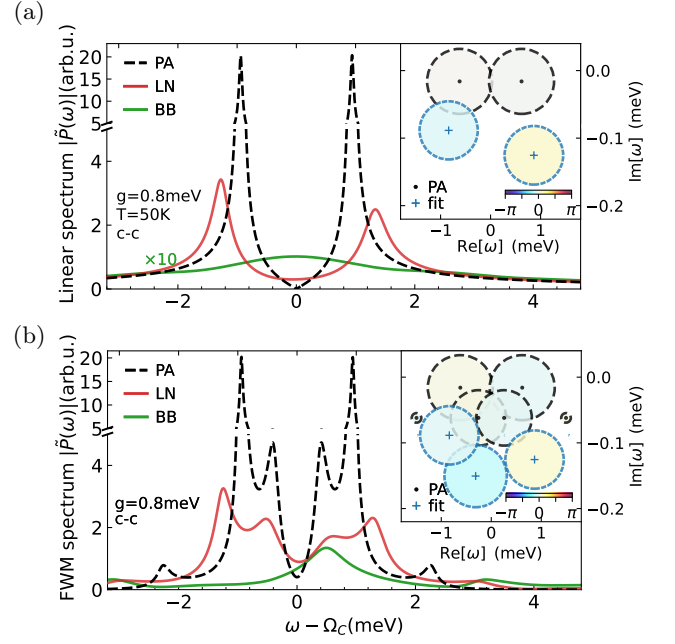 (a)
Linear spectrum |P̃(ω)|(arb.u.)
20
15
10
5
4
2
0
PA
LN
BB
g=0.8meV
T=50K
c-c
×10
−2
0
2
4
0.0
−0.1
−0.2
Im[ω] (meV)
PA
fit
−π 0 π
−1
0
1
Re[ω] (meV)
(b)
FWM spectrum |P̃(ω)|(arb.u.)
20
15
10
5
4
2
0
PA
LN
BB
g=0.8meV
c-c
−2
0
2
4
ω − Ω_C(meV)
0.0
−0.1
−0.2
Im[ω] (meV)
PA
fit
−π 0 π
−1
0
1
Re[ω] (meV)